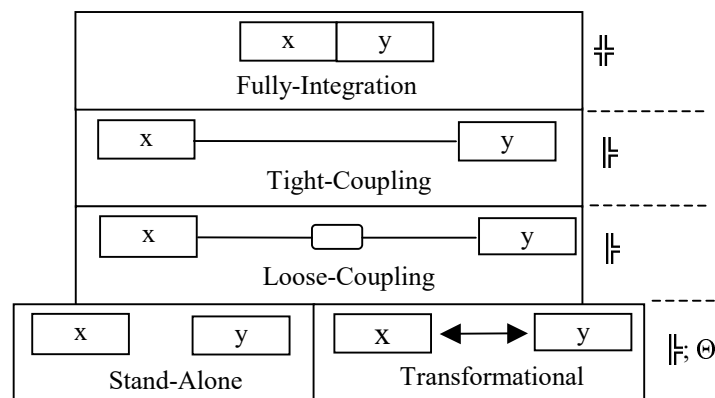 x y
Fully-Integration
╬
x y
Tight-Coupling
╠
x y
Loose-Coupling
╠
x y
Stand-Alone
x y
Transformational
╠; Θ